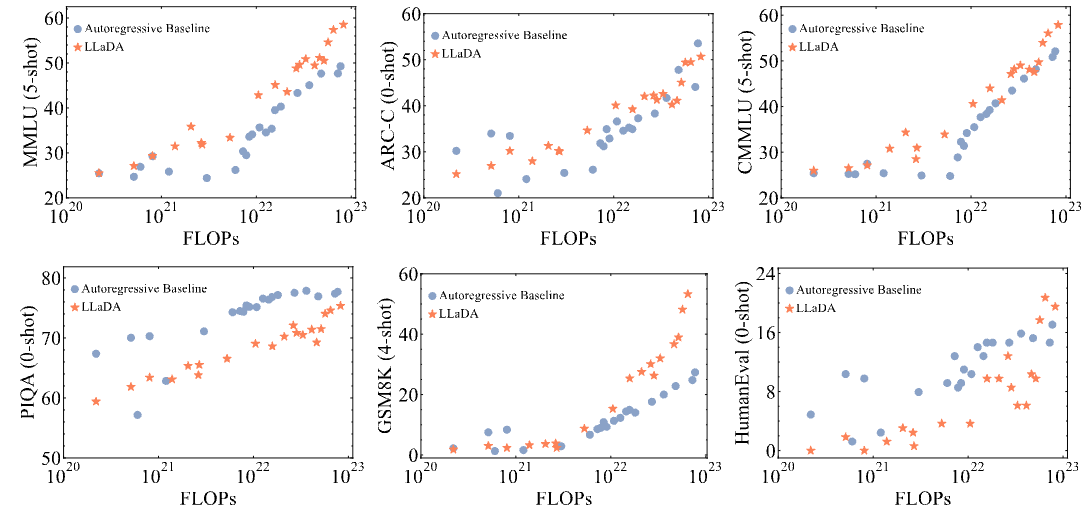 60
50
40
30
20
MMLU (5-shot)
Autoregressive Baseline
LLaDA
10^20
10^21
10^22
10^23
FLOPs
60
50
40
30
20
ARC-C (0-shot)
Autoregressive Baseline
LLaDA
10^20
10^21
10^22
10^23
FLOPs
60
50
40
30
20
CMMLU (5-shot)
Autoregressive Baseline
LLaDA
10^20
10^21
10^22
10^23
FLOPs
80
70
60
50
PIQA (0-shot)
Autoregressive Baseline
LLaDA
10^20
10^21
10^22
10^23
FLOPs
60
40
20
0
GSM8K (4-shot)
Autoregressive Baseline
LLaDA
10^20
10^21
10^22
10^23
FLOPs
24
16
8
0
HumanEval (0-shot)
Autoregressive Baseline
LLaDA
10^20
10^21
10^22
10^23
FLOPs